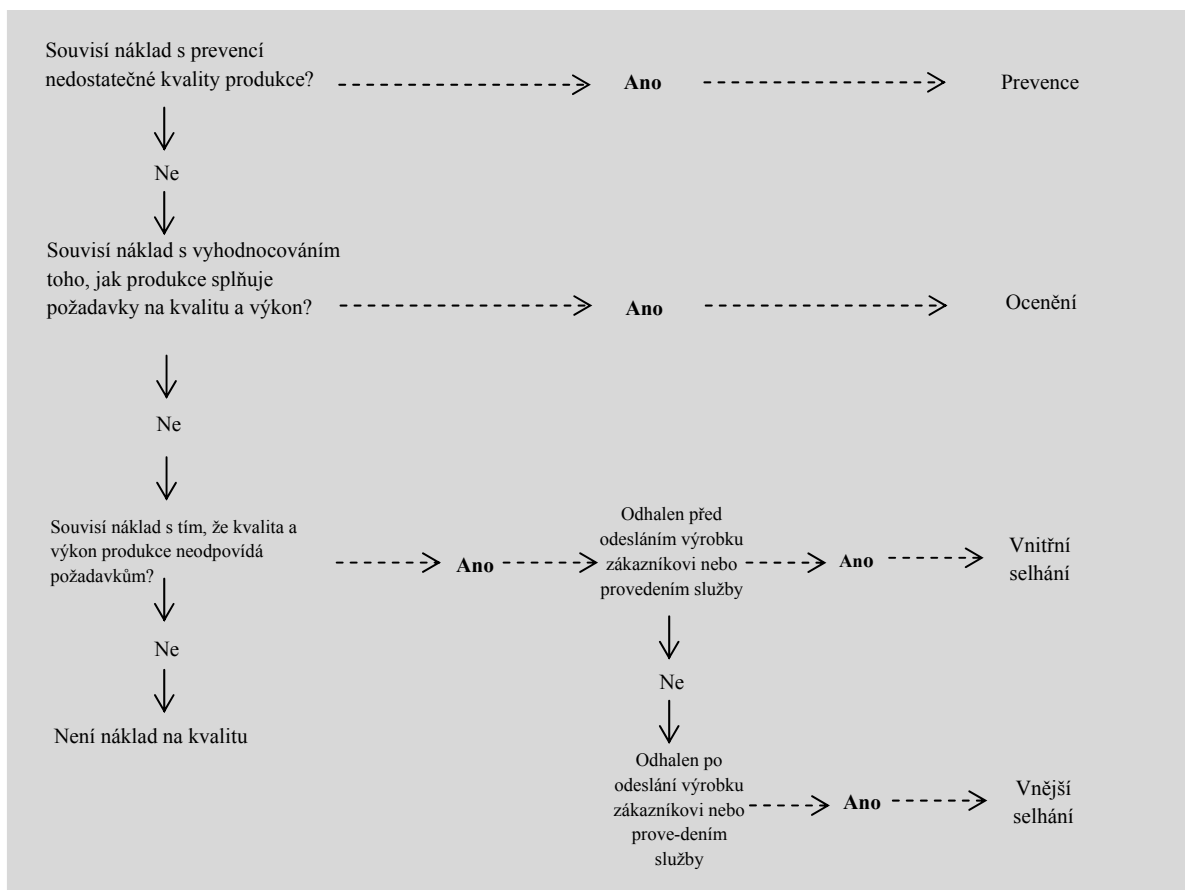 Souvisí náklad s prevencí
nedostatečné kvality produkce?
Ano
Prevence
Ne
Souvisí náklad s vyhodnocováním
toho, jak produkce splňuje
požadavky na kvalitu a výkon?
Ano
Ocenění
Ne
Souvisí náklad s tím, že kvalita a
výkon produkce neodpovídá
požadavkům?
Ano
Odhalen před
odesláním výrobku
zákazníkovi nebo
provedením služby
Ano
Vnitřní
selhání
Ne
Není náklad na kvalitu
Ne
Odhalen po
odeslání výrobku
zákazníkovi nebo
prove-dením
služby
Ano
Vnější
selhání